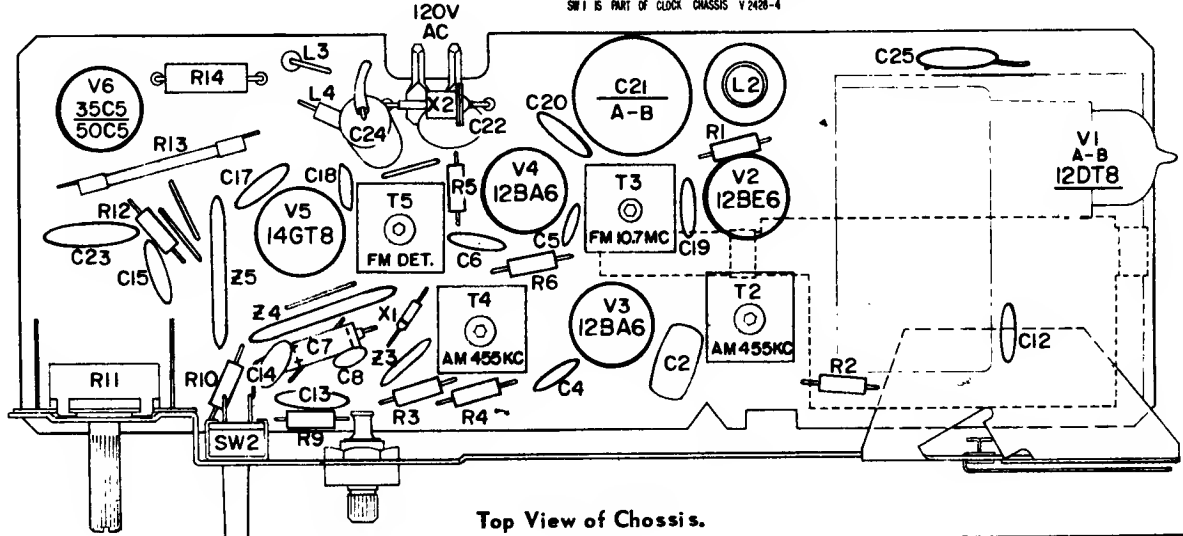 SW1 IS PART OF CLOCK CHASSIS V 2428-4
120V
AC
L3
C25
V6
35C5
50C5
R14
L4
X2
C24
C22
C20
C21
A-B
L2
R1
V1
A-B
12DT8
R13
C17
C18
R5
V4
12BA6
T3
FM 10.7MC
V2
12BE6
R12
V5
14GT8
T5
FM DET.
C6
C5
C19
C23
C15
Z5
R6
Z4
X1
T4
AM 455KC
V3
12BA6
T2
AM 455KC
C7
C14
C8
Z3
C2
C12
R11
R10
C13
R3
R4
C4
R2
R9
SW2
Top View of Chossis.